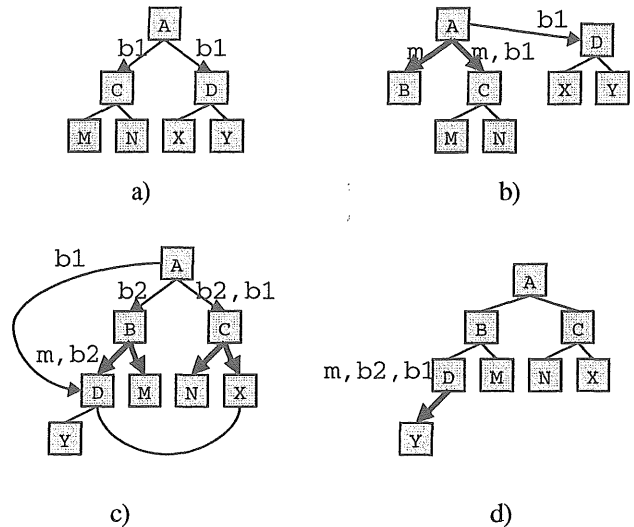 A
b1 b1
C D
M N X Y
a)
A b1 D
m m,b1
B C X Y
M N
b)
b1 A
b2 b2,b1
B C
m,b2
D M N X
Y
c)
A
B C
m,b2,b1 D M N X
Y
d)